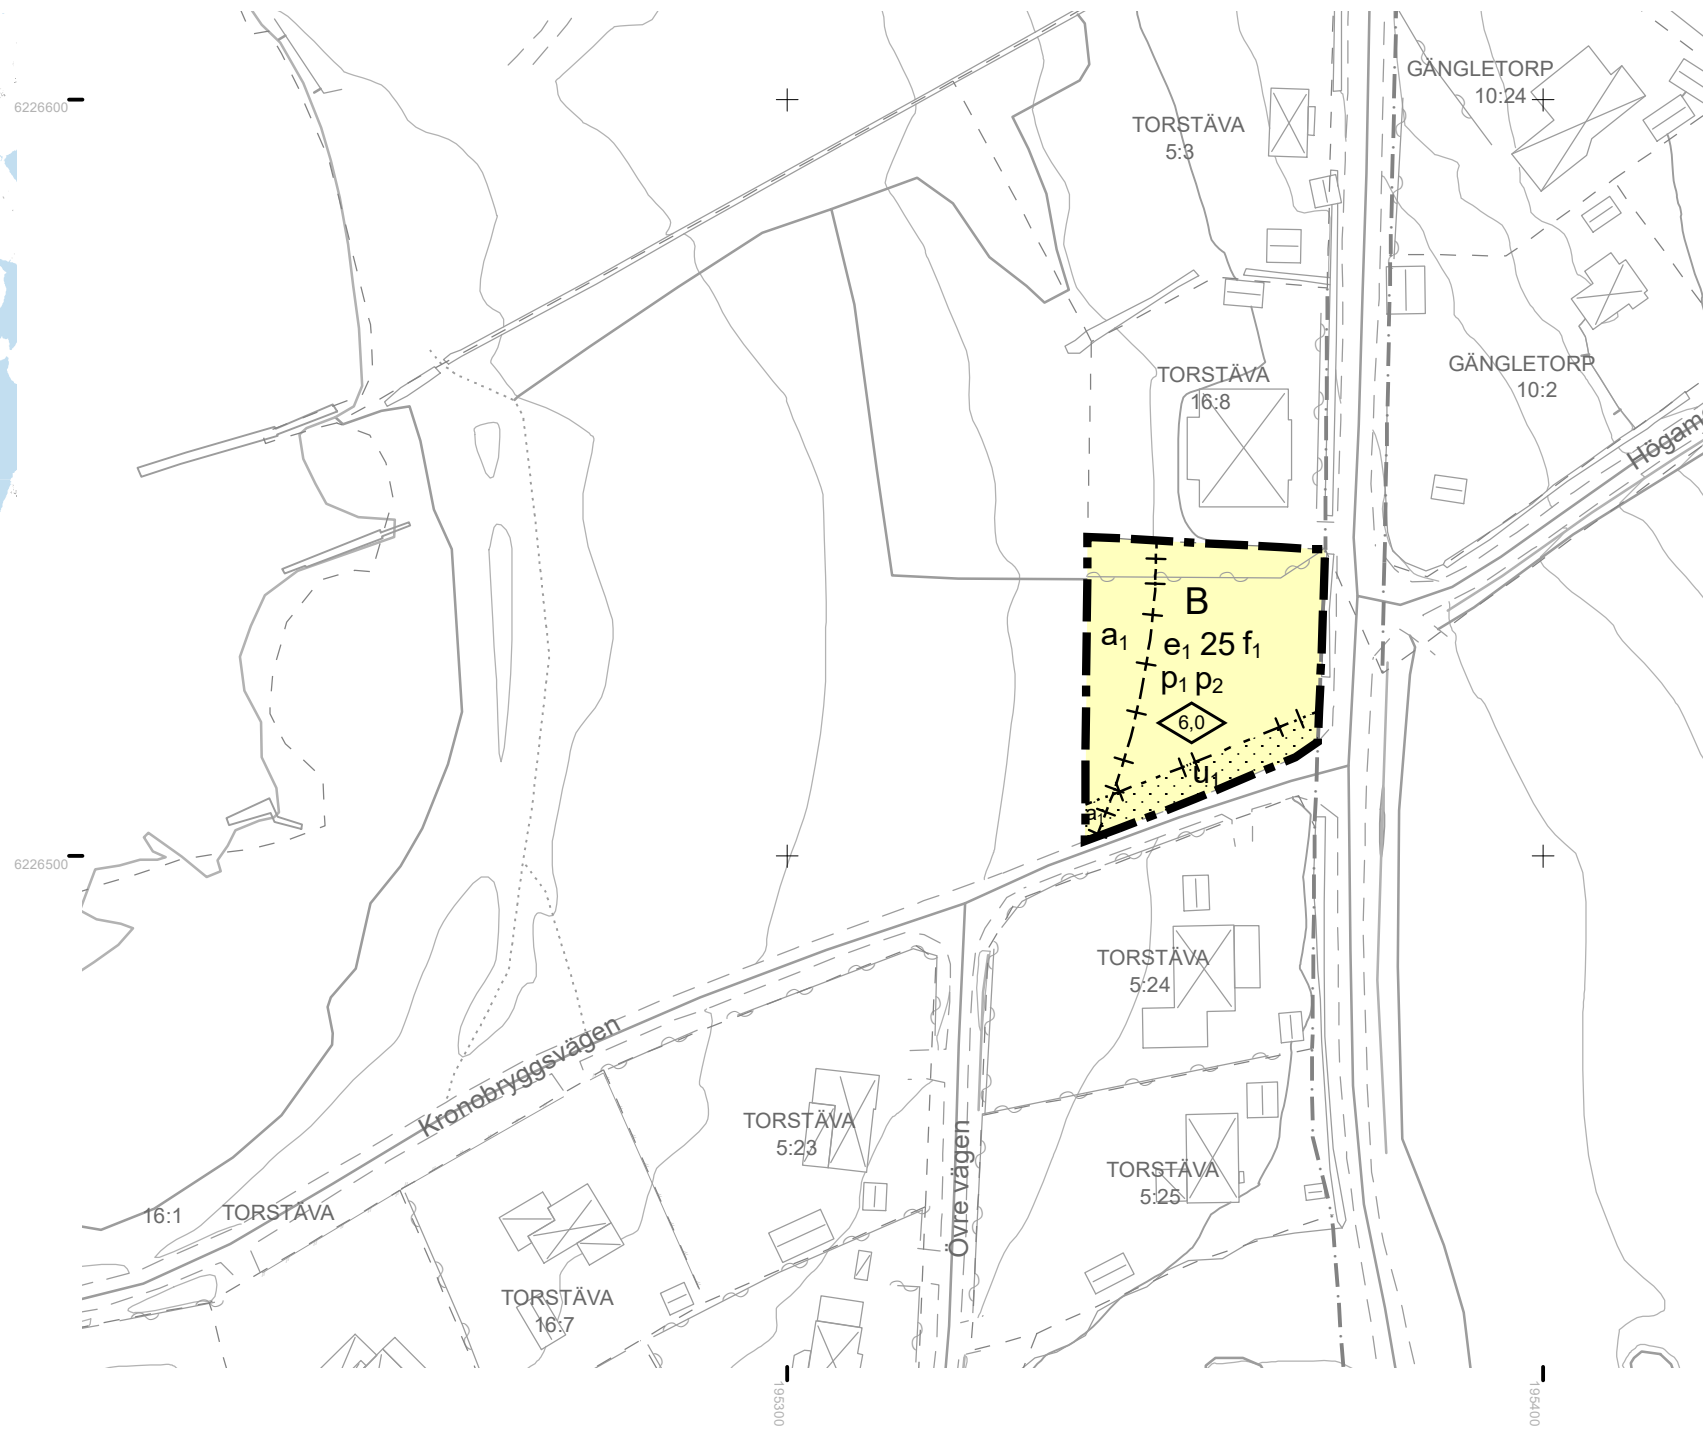 GÄNGLETORP
10:24
6226600
TORSTÄVA
5:3
GÄNGLETORP
10:2
TORSTÄVA
16:8
Högam
B
a1
e1 25 f1
p1 p2
6,0
u1
a1
6226500
TORSTÄVA
5:24
Kronobryggsvägen
TORSTÄVA
5:23
Övre vägen
TORSTÄVA
5:25
16:1 TORSTÄVA
TORSTÄVA
16:7
195300
195400